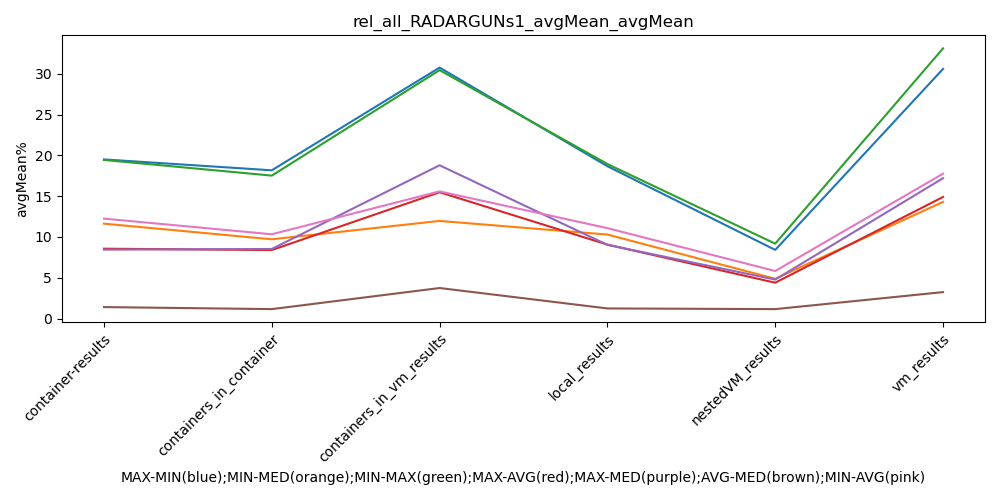 rel_all_RADARGUNs1_avgMean_avgMean
avgMean%
30
25
20
15
10
5
0
container-results
containers_in_container
containers_in_vm_results
local_results
nestedVM_results
vm_results
MAX-MIN(blue);MIN-MED(orange);MIN-MAX(green);MAX-AVG(red);MAX-MED(purple);AVG-MED(brown);MIN-AVG(pink)